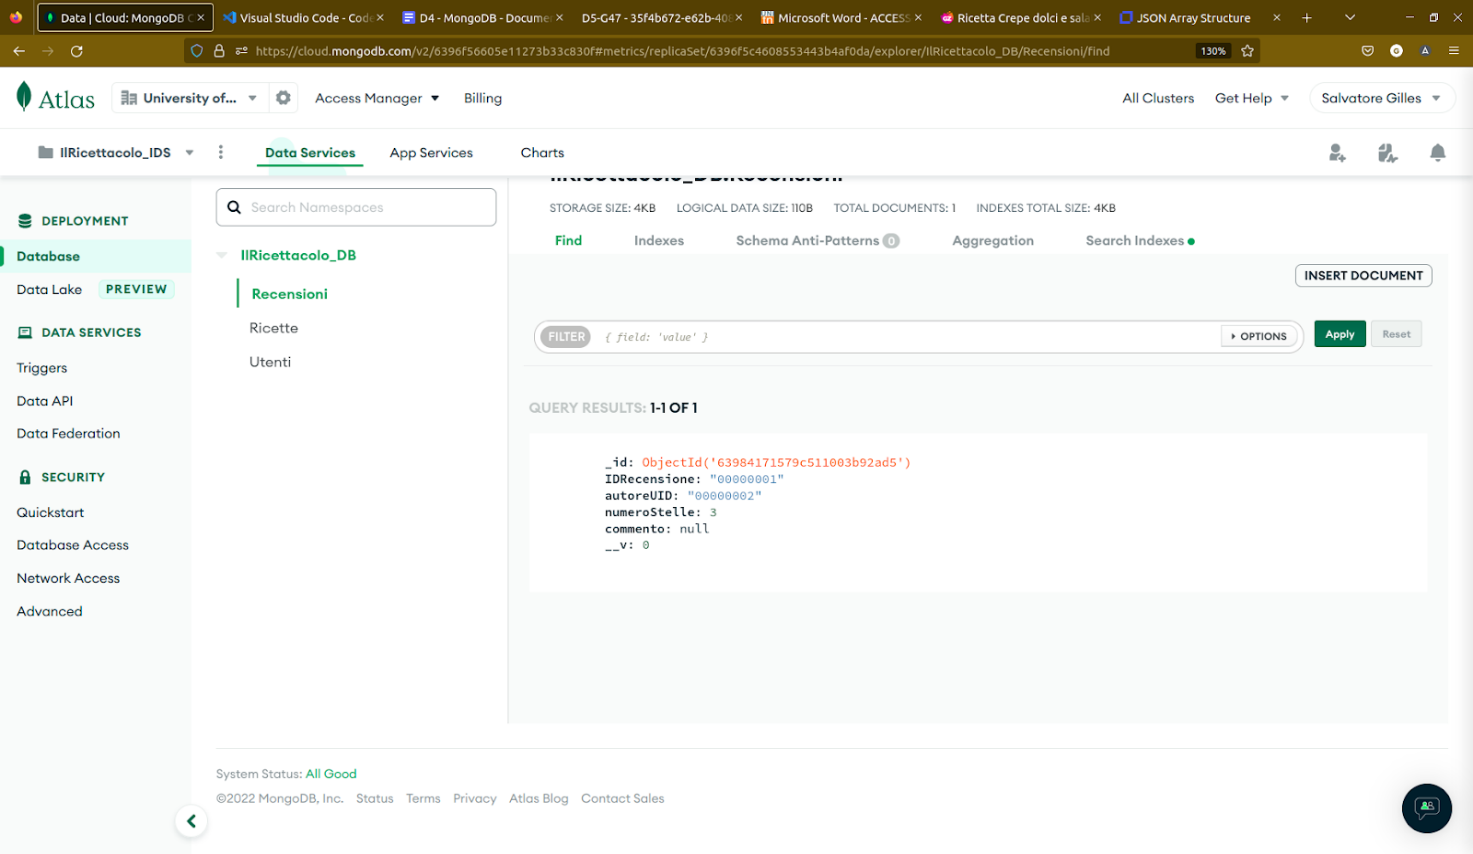 Data | Cloud: MongoDB C
Visual Studio Code - Code
D4 - MongoDB - Documen
D5-G47 - 35f4b672-e62b-408
Microsoft Word - ACCESS
Ricetta Crepe dolci e sala
JSON Array Structure
https://cloud.mongodb.com/v2/6396f56605e11273b33c830f#metrics/replicaSet/6396f5c4608553443b4af0da/explorer/IlRicettacolo_DB/Recensioni/find
130%
Atlas
University of...
Access Manager
Billing
All Clusters
Get Help
Salvatore Gilles
IlRicettacolo_IDS
Data Services
App Services
Charts
DEPLOYMENT
Database
Data Lake
PREVIEW
DATA SERVICES
Triggers
Data API
Data Federation
SECURITY
Quickstart
Database Access
Network Access
Advanced
Search Namespaces
IlRicettacolo_DB
Recensioni
Ricette
Utenti
IlRicettacolo_DB.Recensioni
STORAGE SIZE: 4KB
LOGICAL DATA SIZE: 110B
TOTAL DOCUMENTS: 1
INDEXES TOTAL SIZE: 4KB
Find
Indexes
Schema Anti-Patterns 0
Aggregation
Search Indexes
INSERT DOCUMENT
FILTER
{ field: 'value' }
OPTIONS
Apply
Reset
QUERY RESULTS: 1-1 OF 1
_id: ObjectId('63984171579c511003b92ad5')
IDRecensione: "00000001"
autoreUID: "00000002"
numeroStelle: 3
commento: null
__v: 0
System Status: All Good
©2022 MongoDB, Inc.
Status
Terms
Privacy
Atlas Blog
Contact Sales